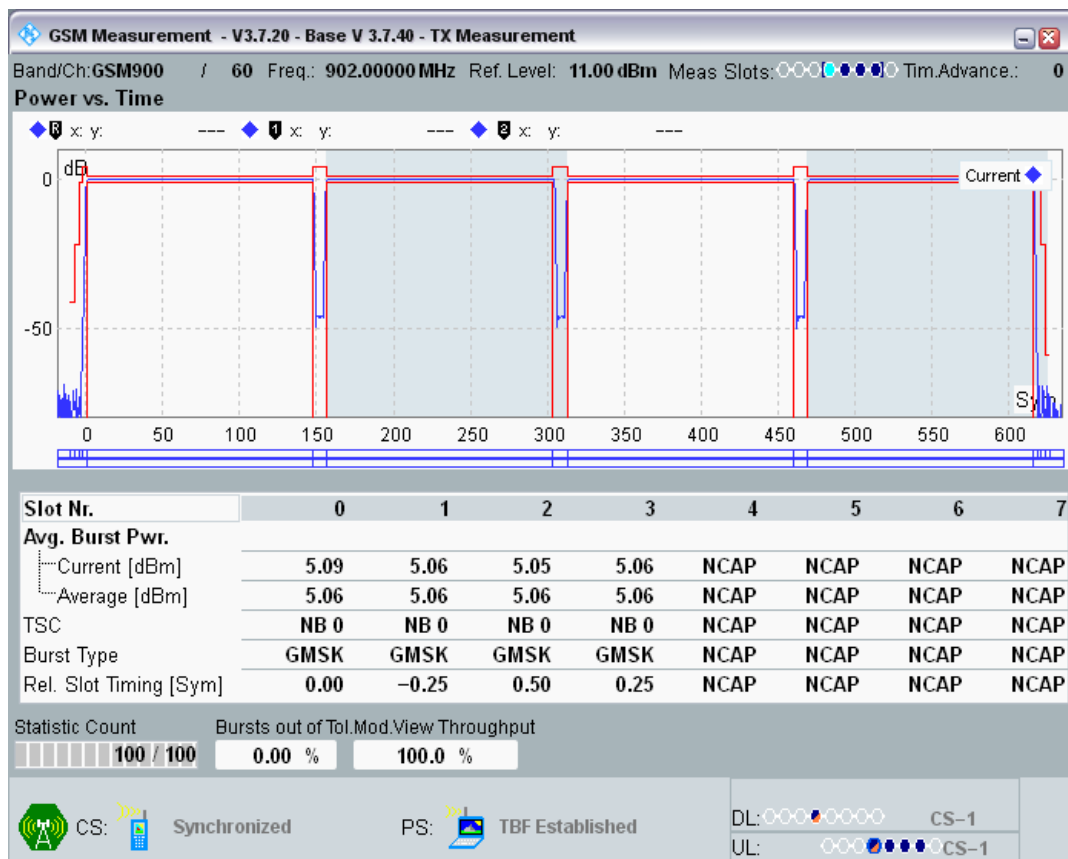 GSM Measurement - V3.7.20 - Base V 3.7.40 - TX Measurement
Band/Ch:GSM900 / 60 Freq.: 902.00000 MHz Ref. Level: 11.00 dBm Meas Slots: Tim.Advance.: 0
Power vs. Time
R x: y: --- 1 x: y: --- 2 x: y: ---
dB
Current
0
-50
0 50 100 150 200 250 300 350 400 450 500 550 600
Slot Nr. 0 1 2 3 4 5 6 7
Avg. Burst Pwr.
Current [dBm] 5.09 5.06 5.05 5.06 NCAP NCAP NCAP NCAP
Average [dBm] 5.06 5.06 5.06 5.06 NCAP NCAP NCAP NCAP
TSC NB 0 NB 0 NB 0 NB 0 NCAP NCAP NCAP NCAP
Burst Type GMSK GMSK GMSK GMSK NCAP NCAP NCAP NCAP
Rel. Slot Timing [Sym] 0.00 −0.25 0.50 0.25 NCAP NCAP NCAP NCAP
Statistic Count Bursts out of Tol. Mod.View Throughput
100 / 100 0.00 % 100.0 %
CS: Synchronized PS: TBF Established
DL: CS−1
UL: CS−1